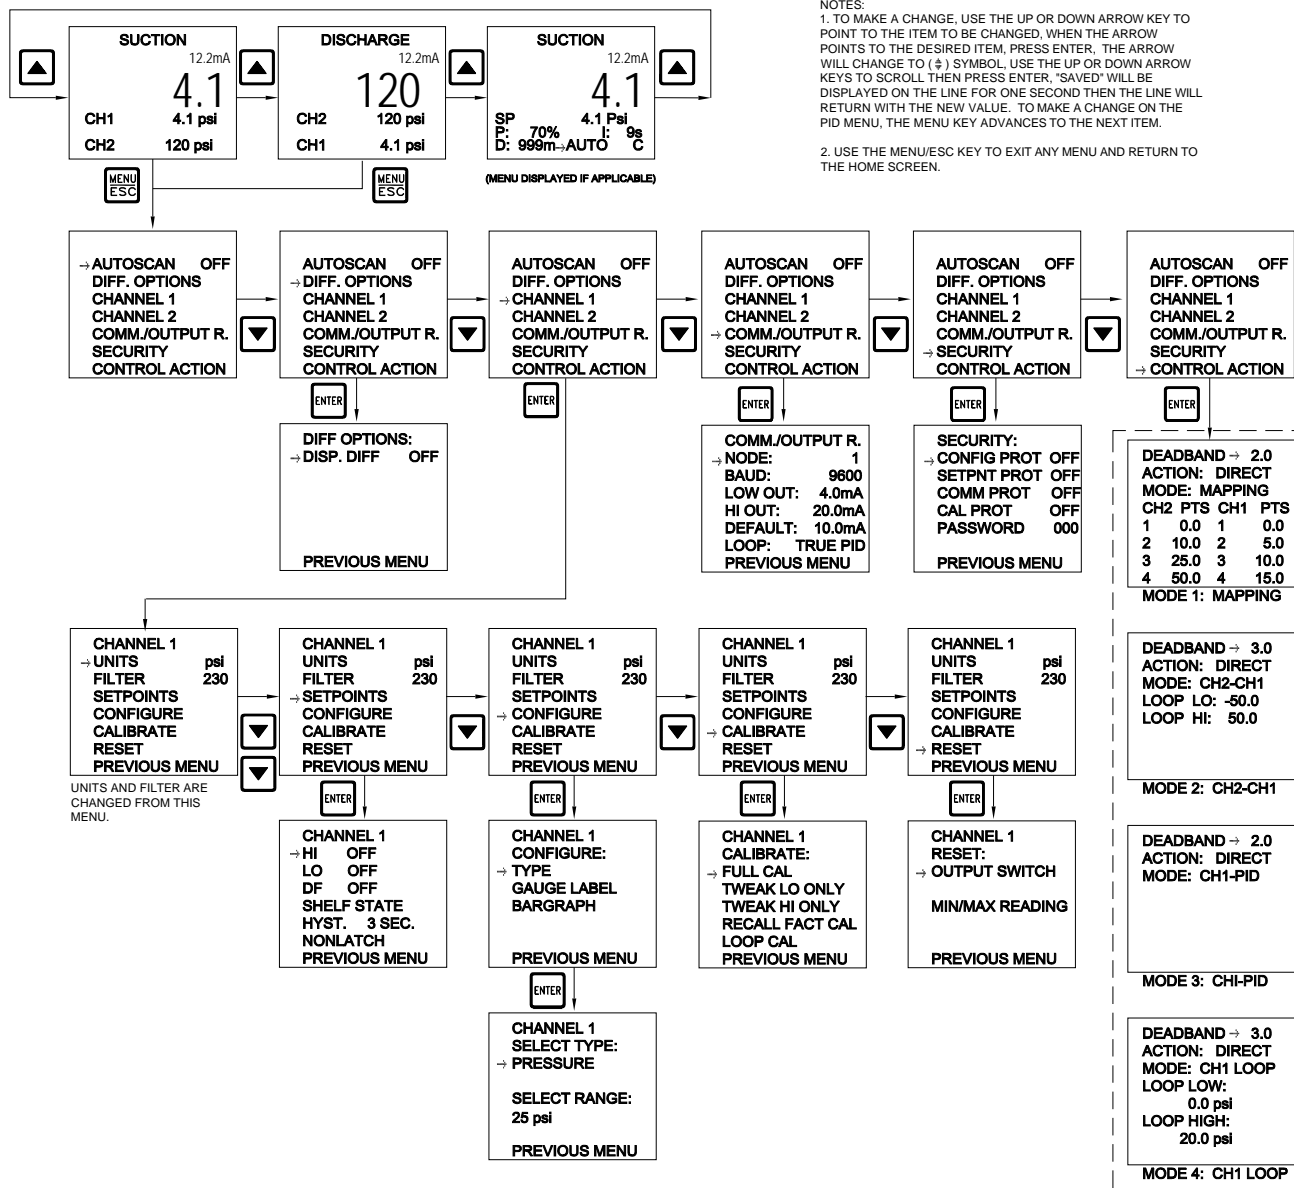 NOTES:
1. TO MAKE A CHANGE, USE THE UP OR DOWN ARROW KEY TO
POINT TO THE ITEM TO BE CHANGED, WHEN THE ARROW
POINTS TO THE DESIRED ITEM, PRESS ENTER, THE ARROW
WILL CHANGE TO (⬍) SYMBOL, USE THE UP OR DOWN ARROW
KEYS TO SCROLL THEN PRESS ENTER, "SAVED" WILL BE
DISPLAYED ON THE LINE FOR ONE SECOND THEN THE LINE WILL
RETURN WITH THE NEW VALUE. TO MAKE A CHANGE ON THE
PID MENU, THE MENU KEY ADVANCES TO THE NEXT ITEM.
2. USE THE MENU/ESC KEY TO EXIT ANY MENU AND RETURN TO
THE HOME SCREEN.
SUCTION
12.2mA
4.1
CH1 4.1 psi
CH2 120 psi
DISCHARGE
12.2mA
120
CH2 120 psi
CH1 4.1 psi
SUCTION
12.2mA
4.1
SP 4.1 Psi
P: 70% I: 9s
D: 999m→AUTO C
(MENU DISPLAYED IF APPLICABLE)
MENU
ESC
MENU
ESC
→AUTOSCAN OFF
DIFF. OPTIONS
CHANNEL 1
CHANNEL 2
COMM./OUTPUT R.
SECURITY
CONTROL ACTION
AUTOSCAN OFF
→DIFF. OPTIONS
CHANNEL 1
CHANNEL 2
COMM./OUTPUT R.
SECURITY
CONTROL ACTION
AUTOSCAN OFF
DIFF. OPTIONS
→CHANNEL 1
CHANNEL 2
COMM./OUTPUT R.
SECURITY
CONTROL ACTION
AUTOSCAN OFF
DIFF. OPTIONS
CHANNEL 1
CHANNEL 2
→COMM./OUTPUT R.
SECURITY
CONTROL ACTION
AUTOSCAN OFF
DIFF. OPTIONS
CHANNEL 1
CHANNEL 2
COMM./OUTPUT R.
→SECURITY
CONTROL ACTION
AUTOSCAN OFF
DIFF. OPTIONS
CHANNEL 1
CHANNEL 2
COMM./OUTPUT R.
SECURITY
→CONTROL ACTION
ENTER
ENTER
ENTER
ENTER
ENTER
DIFF OPTIONS:
→DISP. DIFF OFF
PREVIOUS MENU
COMM./OUTPUT R.
→NODE: 1
BAUD: 9600
LOW OUT: 4.0mA
HI OUT: 20.0mA
DEFAULT: 10.0mA
LOOP: TRUE PID
PREVIOUS MENU
SECURITY:
→CONFIG PROT OFF
SETPNT PROT OFF
COMM PROT OFF
CAL PROT OFF
PASSWORD 000
PREVIOUS MENU
DEADBAND→ 2.0
ACTION: DIRECT
MODE: MAPPING
CH2 PTS CH1 PTS
1 0.0 1 0.0
2 10.0 2 5.0
3 25.0 3 10.0
4 50.0 4 15.0
MODE 1: MAPPING
CHANNEL 1
→UNITS psi
FILTER 230
SETPOINTS
CONFIGURE
CALIBRATE
RESET
PREVIOUS MENU
UNITS AND FILTER ARE
CHANGED FROM THIS
MENU.
CHANNEL 1
UNITS psi
FILTER 230
→SETPOINTS
CONFIGURE
CALIBRATE
RESET
PREVIOUS MENU
CHANNEL 1
UNITS psi
FILTER 230
SETPOINTS
→CONFIGURE
CALIBRATE
RESET
PREVIOUS MENU
CHANNEL 1
UNITS psi
FILTER 230
SETPOINTS
CONFIGURE
→CALIBRATE
RESET
PREVIOUS MENU
CHANNEL 1
UNITS psi
FILTER 230
SETPOINTS
CONFIGURE
CALIBRATE
→RESET
PREVIOUS MENU
DEADBAND→ 3.0
ACTION: DIRECT
MODE: CH2-CH1
LOOP LO: -50.0
LOOP HI: 50.0
MODE 2: CH2-CH1
ENTER
ENTER
ENTER
ENTER
CHANNEL 1
→HI OFF
LO OFF
DF OFF
SHELF STATE
HYST. 3 SEC.
NONLATCH
PREVIOUS MENU
CHANNEL 1
CONFIGURE:
→TYPE
GAUGE LABEL
BARGRAPH
PREVIOUS MENU
CHANNEL 1
CALIBRATE:
→FULL CAL
TWEAK LO ONLY
TWEAK HI ONLY
RECALL FACT CAL
LOOP CAL
PREVIOUS MENU
CHANNEL 1
RESET:
→OUTPUT SWITCH
MIN/MAX READING
PREVIOUS MENU
DEADBAND→ 2.0
ACTION: DIRECT
MODE: CH1-PID
MODE 3: CHI-PID
ENTER
CHANNEL 1
SELECT TYPE:
→PRESSURE
SELECT RANGE:
25 psi
PREVIOUS MENU
DEADBAND→ 3.0
ACTION: DIRECT
MODE: CH1 LOOP
LOOP LOW:
0.0 psi
LOOP HIGH:
20.0 psi
MODE 4: CH1 LOOP